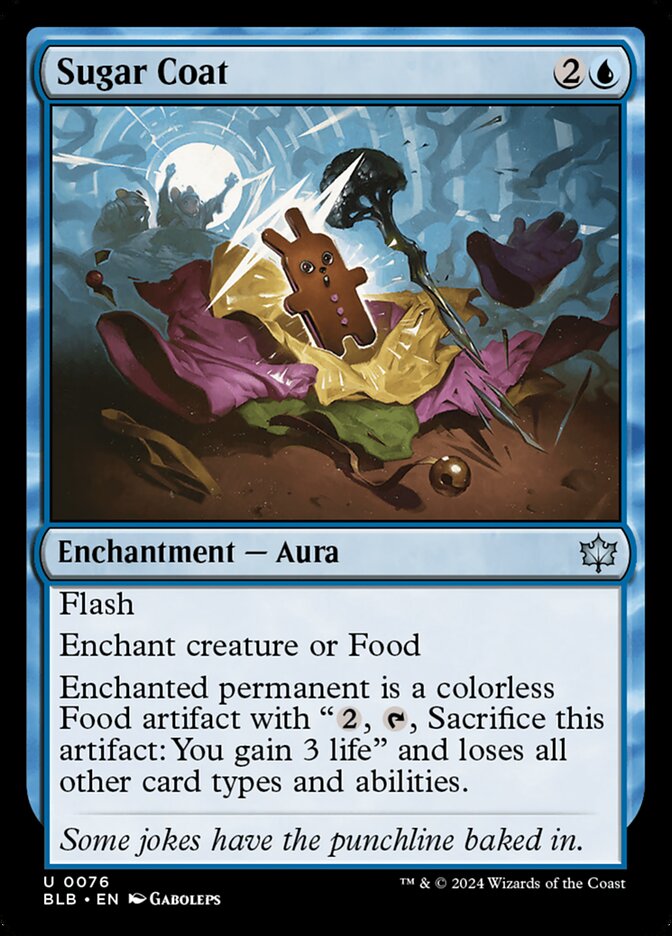 Sugar Coat 2
Enchantment — Aura
Flash
Enchant creature or Food
Enchanted permanent is a colorless
Food artifact with “2, , Sacrifice this
artifact: You gain 3 life” and loses all
other card types and abilities.
Some jokes have the punchline baked in.
U 0076
™ & © 2024 Wizards of the Coast
BLB • EN Gaboleps